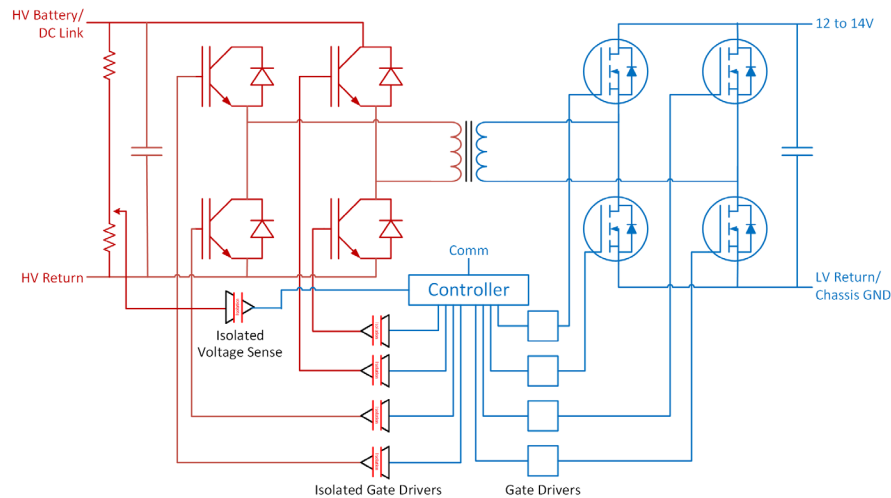 HV Battery/
DC Link
12 to 14V
HV Return
Comm
Controller
LV Return/
Chassis GND
Isolated
Voltage Sense
Isolated Gate Drivers
Gate Drivers